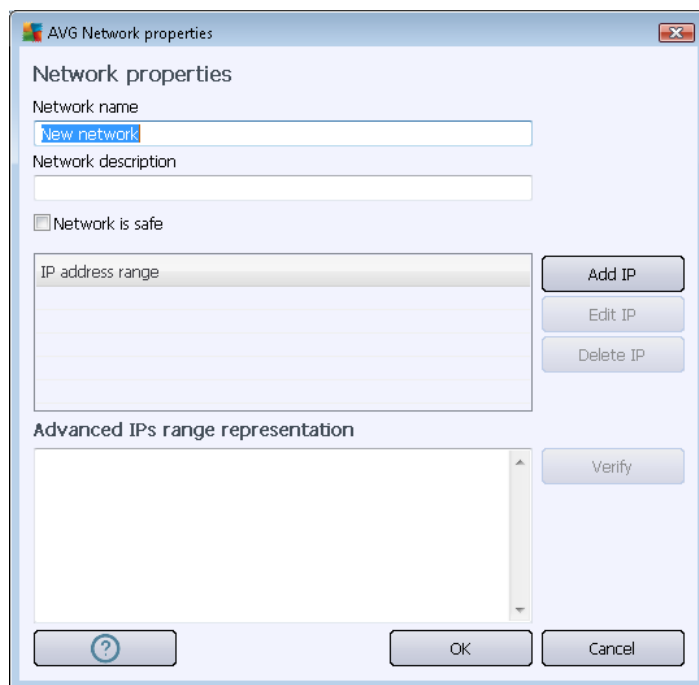 AVG Network properties
Network properties
Network name
New network
Network description
Network is safe
IP address range
Add IP
Edit IP
Delete IP
Advanced IPs range representation
Verify
?
OK
Cancel